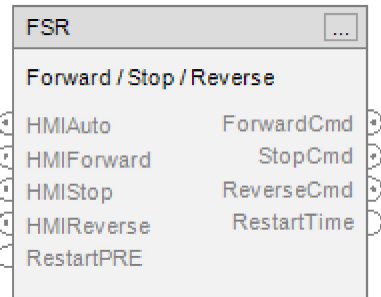 FSR ...
Forward / Stop / Reverse
HMIAuto ForwardCmd
HMIForward StopCmd
HMIStop ReverseCmd
HMIReverse RestartTime
RestartPRE